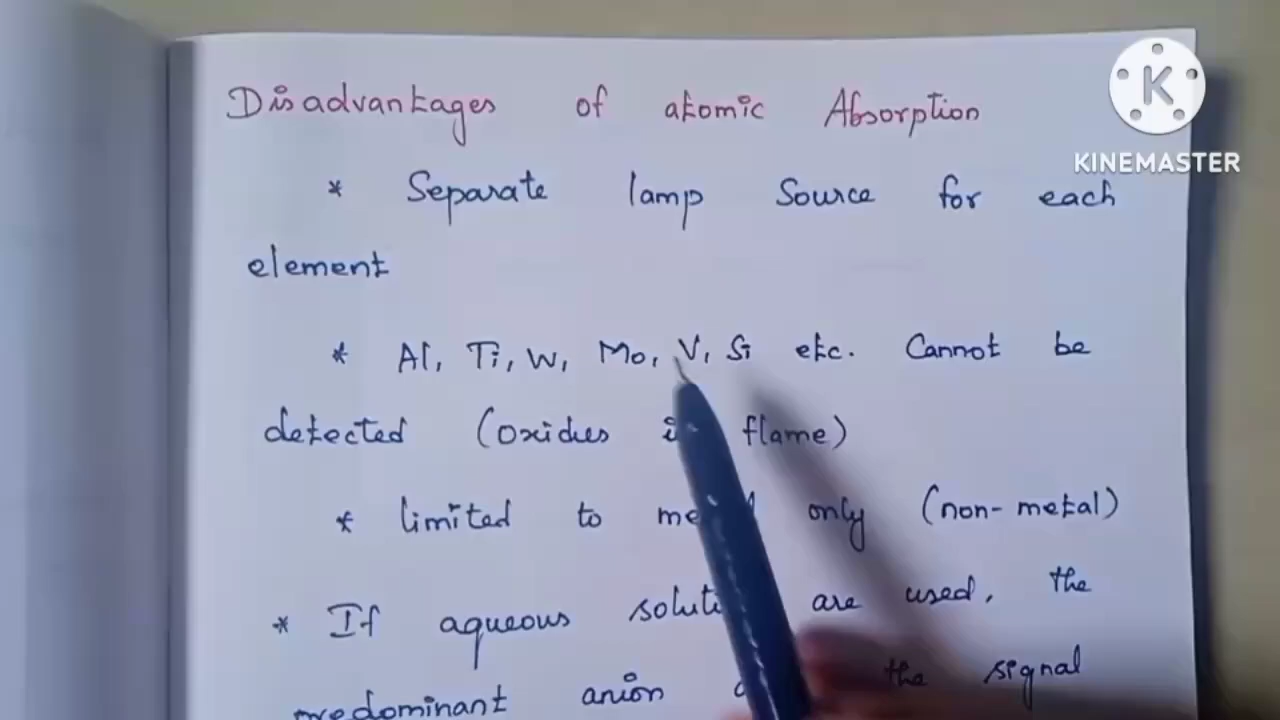 Disadvantages of atomic Absorption
K
KINEMASTER
* Separate lamp Source for each
element
* Al, Ti, W, Mo, V, Si etc. Cannot be
detected (oxides flame)
* limited to only (non-metal)
* If aqueous are used, the
predominant anion the signal